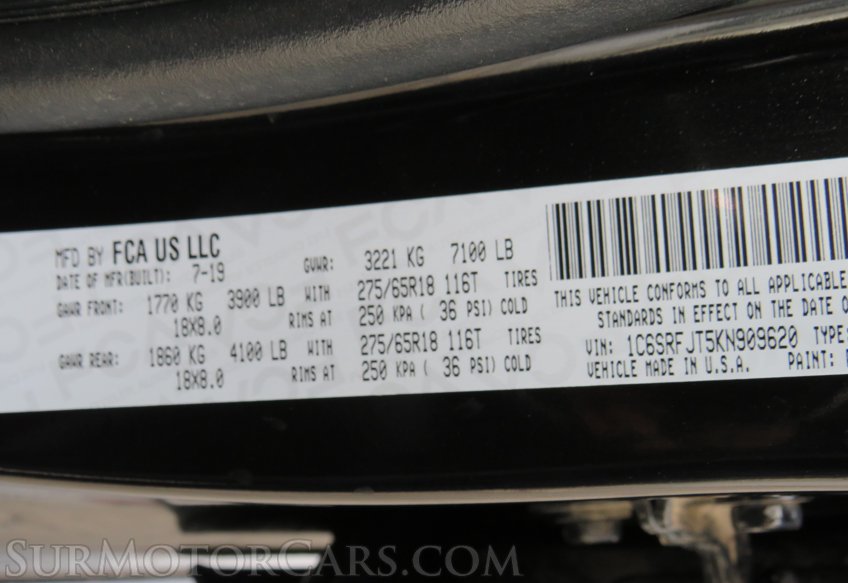 MFD BY FCA US LLC
DATE OF MFR(BUILT): 7-19
GVWR: 3221 KG 7100 LB
GAWR FRONT: 1770 KG 3900 LB WITH 275/65R18 116T TIRES
18X8.0 RIMS AT 250 KPA ( 36 PSI) COLD
GAWR REAR: 1860 KG 4100 LB WITH 275/65R18 116T TIRES
18X8.0 RIMS AT 250 KPA ( 36 PSI) COLD
THIS VEHICLE CONFORMS TO ALL APPLICABLE
STANDARDS IN EFFECT ON THE DATE O
VIN: 1C6SRFJT5KN909620 TYPE:
VEHICLE MADE IN U.S.A. PAINT:
SurMotorCars.com